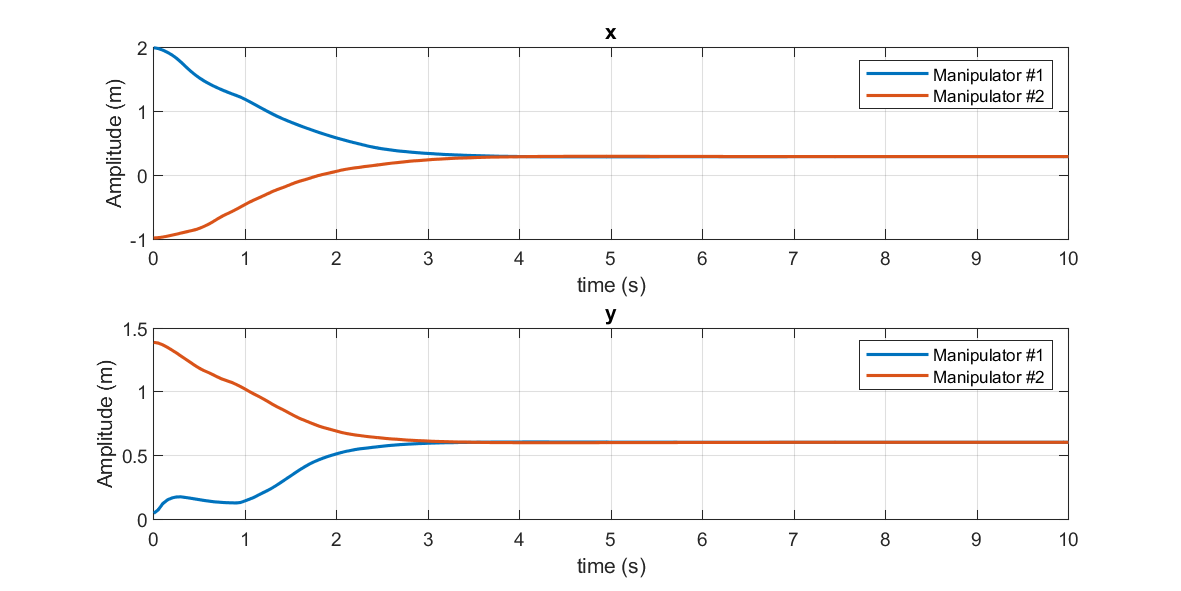 x
2
1
0
-1
Amplitude (m)
Manipulator #1
Manipulator #2
0 1 2 3 4 5 6 7 8 9 10
time (s)
y
1.5
1
0.5
0
Amplitude (m)
Manipulator #1
Manipulator #2
0 1 2 3 4 5 6 7 8 9 10
time (s)